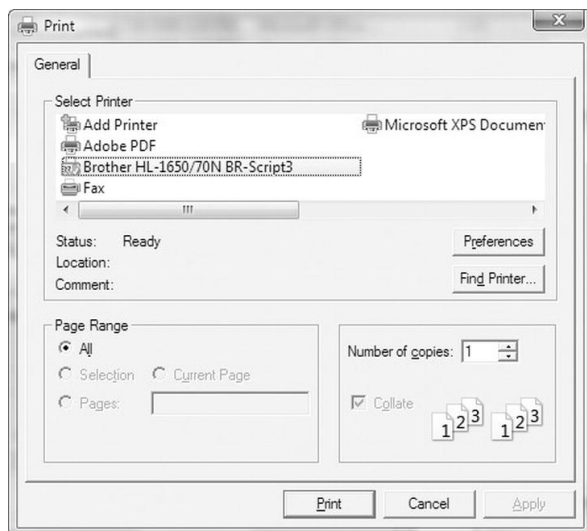 Print
General
Select Printer
Add Printer
Microsoft XPS Documen
Adobe PDF
Brother HL-1650/70N BR-Script3
Fax
Status: Ready
Location:
Comment:
Preferences
Find Printer...
Page Range
All
Selection
Current Page
Pages:
Number of copies: 1
Collate
1 2 3 1 2 3
Print
Cancel
Apply